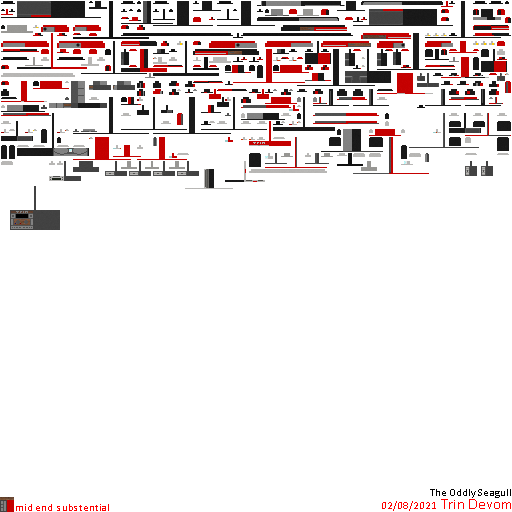 The Oddly Seagull
mid end substential
02/08/2021 Trin Devom